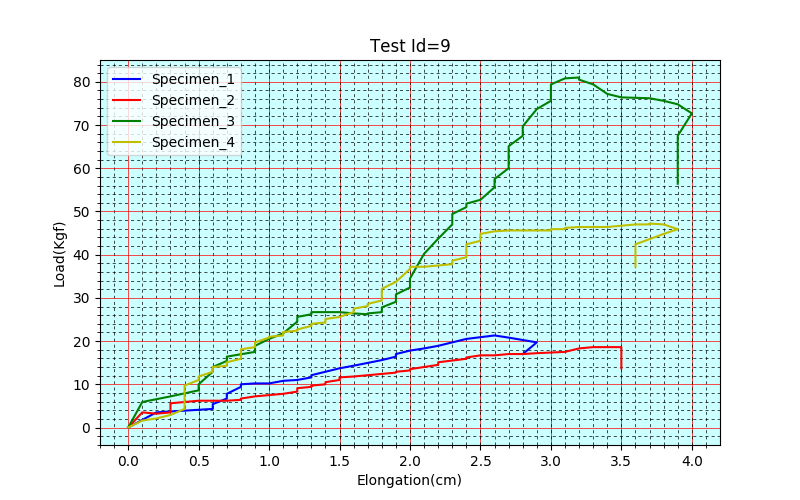 Test Id=9
Specimen_1
Specimen_2
Specimen_3
Specimen_4
Load(Kgf)
80
70
60
50
40
30
20
10
0
0.0 0.5 1.0 1.5 2.0 2.5 3.0 3.5 4.0
Elongation(cm)